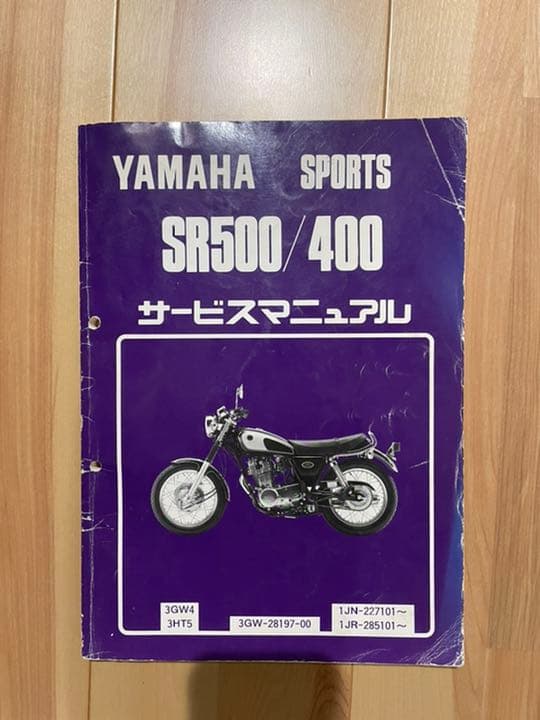 YAMAHA SPORTS
SR500/400
サービスマニュアル
3GW4
3HT5
3GW-28197-00
1JN-227101～
1JR-285101～